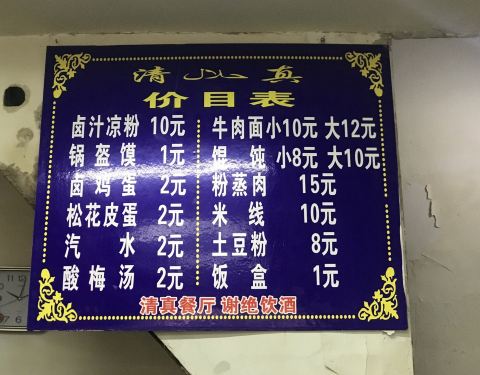 清 真
价目表
卤汁凉粉 10元
锅盔馍 1元
卤鸡蛋 2元
松花皮蛋 2元
汽水 2元
酸梅汤 2元
牛肉面 小10元 大12元
馄饨 小8元 大10元
粉蒸肉 15元
米线 10元
土豆粉 8元
饭盒 1元
清真餐厅 谢绝饮酒